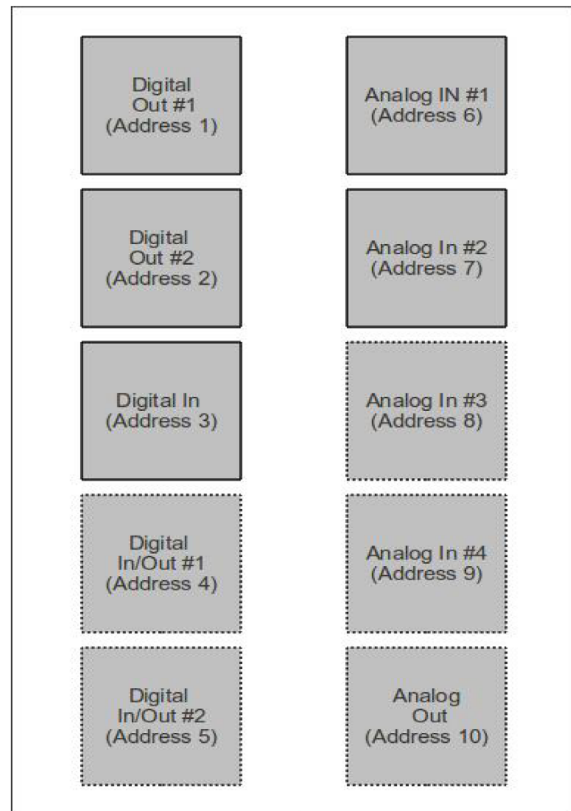 Digital
Out #1
(Address 1)
Digital
Out #2
(Address 2)
Digital In
(Address 3)
Digital
In/Out #1
(Address 4)
Digital
In/Out #2
(Address 5)
Analog IN #1
(Address 6)
Analog In #2
(Address 7)
Analog In #3
(Address 8)
Analog In #4
(Address 9)
Analog
Out
(Address 10)